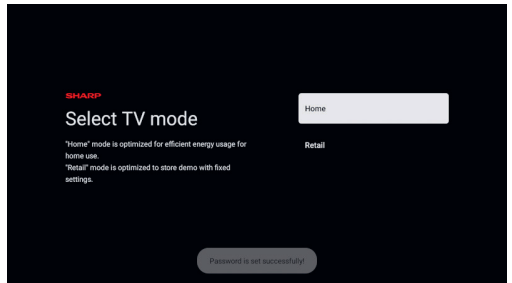 SHARP
Select TV mode
"Home" mode is optimized for efficient energy usage for
home use.
"Retail" mode is optimized to store demo with fixed
settings.
Home
Retail
Password is set successfully!